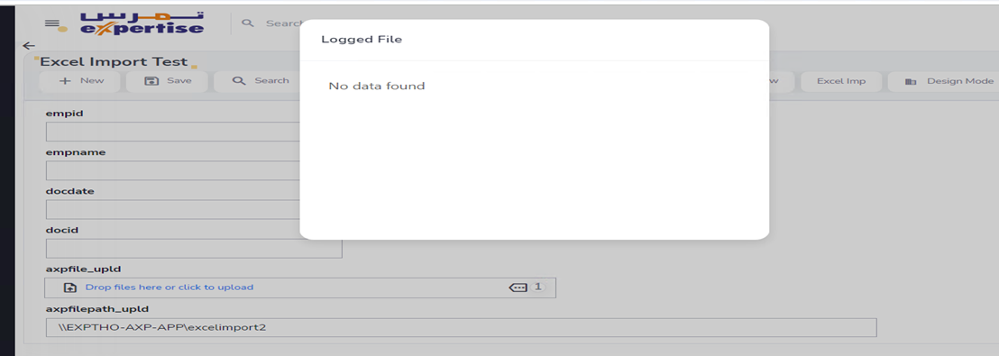 تمرس
expertise
Searc
Excel Import Test
New
Save
Search
w
Excel Imp
Design Mode
Logged File
No data found
empid
empname
docdate
docid
axpfile_upld
Drop files here or click to upload
1
axpfilepath_upld
\\EXPTHO-AXP-APP\excelimport2